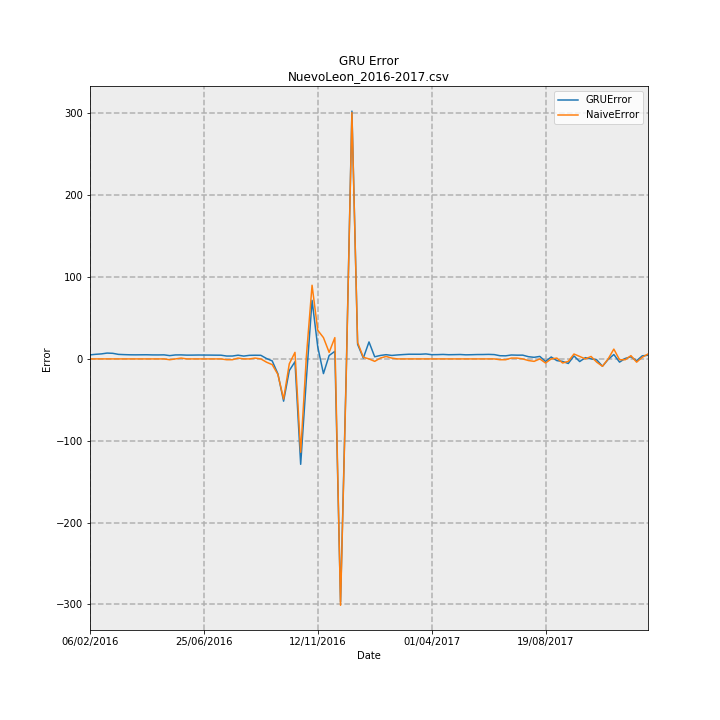 GRU Error
NuevoLeon_2016-2017.csv
GRUError
NaiveError
300
200
100
0
−100
−200
−300
Error
06/02/2016
25/06/2016
12/11/2016
01/04/2017
19/08/2017
Date